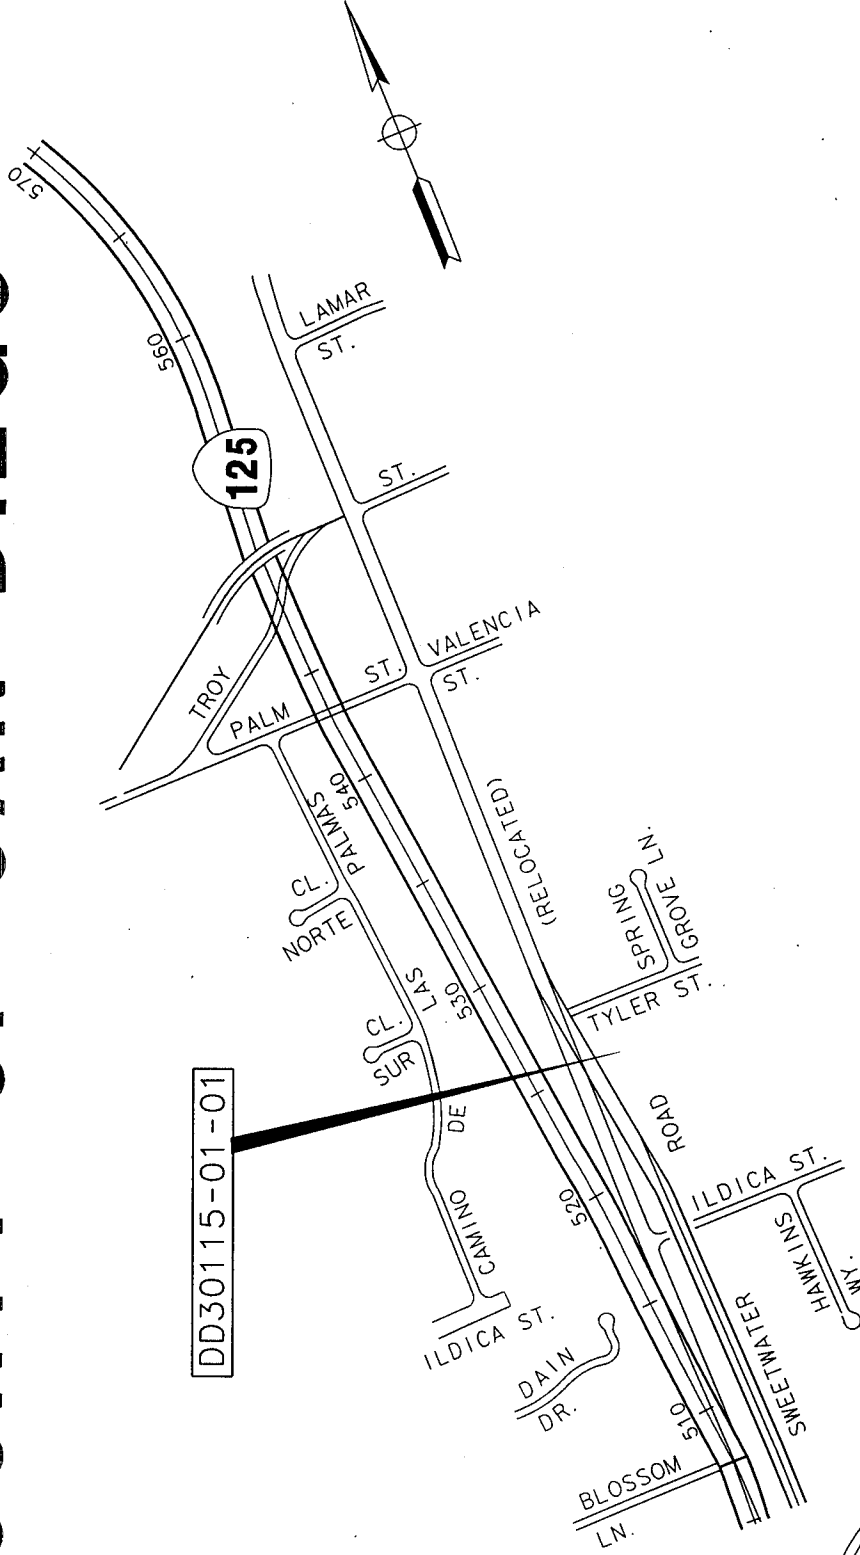 570
560
LAMAR
ST.
125
ST.
VALENCIA
ST.
TROY
PALM
ST.
540
PALMAS
(RELOCATED)
CL.
NORTE
SPRING
GROVE LN.
LAS
530
TYLER ST.
CL.
SUR
DE
DD30115-01-01
ROAD
520
CAMINO
ILDICA ST.
ILDICA ST.
HAWKINS
WY.
DAIN
DR.
SWEETWATER
510
BLOSSOM
LN.